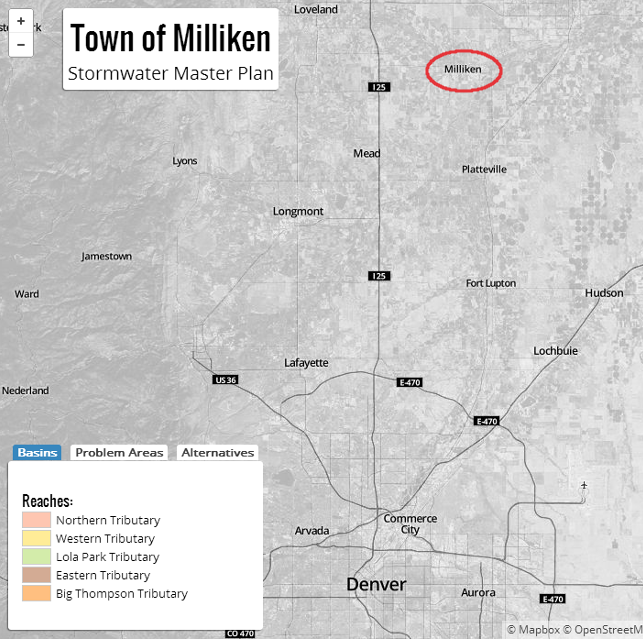 Loveland
+
−
Town of Milliken
Stormwater Master Plan
Milliken
I 25
Mead
Lyons
Platteville
Longmont
Jamestown
I 25
Fort Lupton
Ward
Hudson
Lochbuie
Lafayette
US 36
E-470
Nederland
E-470
Basins
Problem Areas
Alternatives
Reaches:
Northern Tributary
Western Tributary
Lola Park Tributary
Eastern Tributary
Big Thompson Tributary
Commerce
City
Arvada
Denver
Aurora
E-470
CO 470
© Mapbox © OpenStreetM